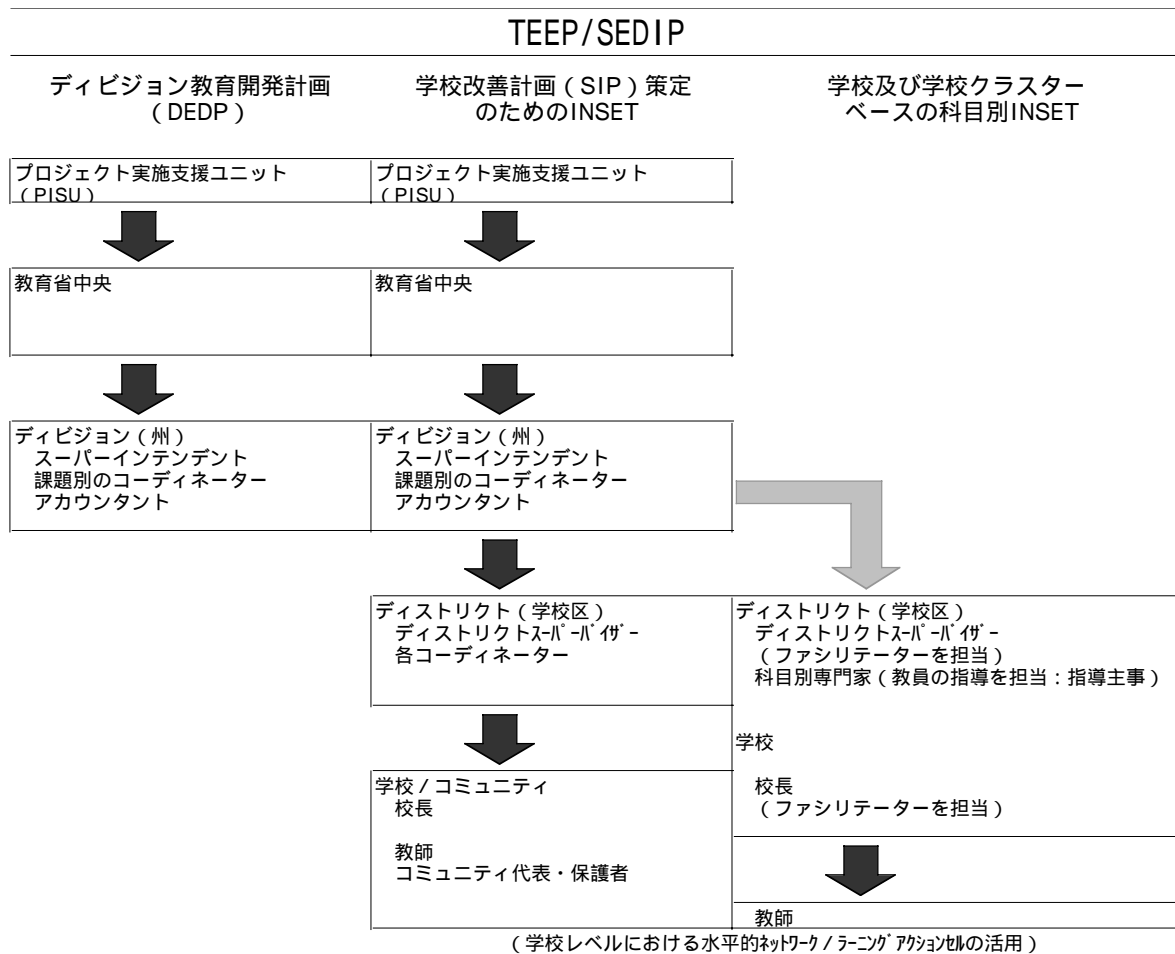 TEEP/SEDIP
ディビジョン教育開発計画
（DEDP）
学校改善計画（SIP）策定
のためのINSET
学校及び学校クラスター
ベースの科目別INSET
プロジェクト実施支援ユニット
（PISU）
プロジェクト実施支援ユニット
（PISU）
教育省中央
教育省中央
ディビジョン（州）
スーパーインテンデント
課題別のコーディネーター
アカウンタント
ディビジョン（州）
スーパーインテンデント
課題別のコーディネーター
アカウンタント
ディストリクト（学校区）
ディストリクトｽｰﾊﾟｰﾊﾞｲｻﾞｰ
各コーディネーター
ディストリクト（学校区）
ディストリクトｽｰﾊﾟｰﾊﾞｲｻﾞｰ
（ファシリテーターを担当）
科目別専門家（教員の指導を担当：指導主事）
学校
校長
（ファシリテーターを担当）
学校／コミュニティ
校長
教師
コミュニティ代表・保護者
教師
（学校レベルにおける水平的ﾈｯﾄﾜｰｸ／ﾗｰﾆﾝｸﾞｱｸｼｮﾝｾﾙの活用）